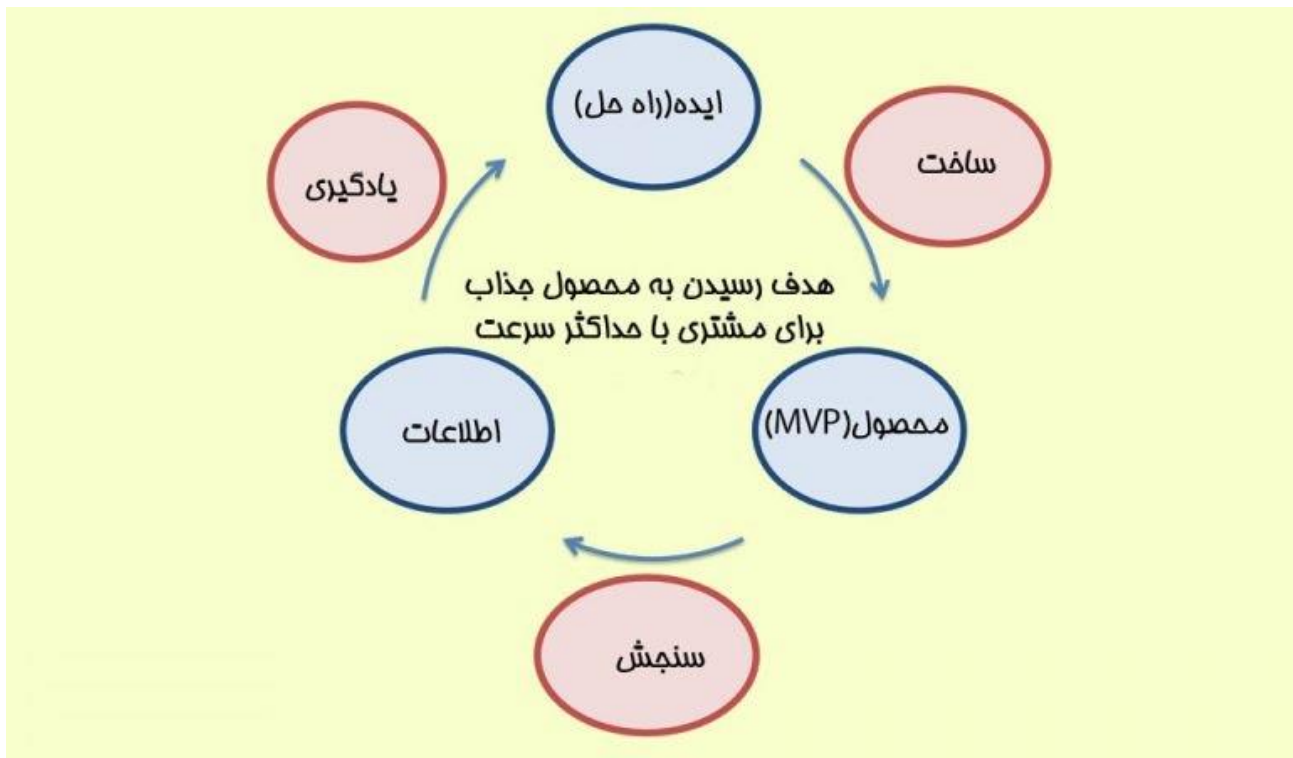 ایده(راه حل)
ساخت
یادگیری
هدف رسیدن به محصول جذاب
برای مشتری با حداکثر سرعت
محصول(MVP)
اطلاعات
سنجش